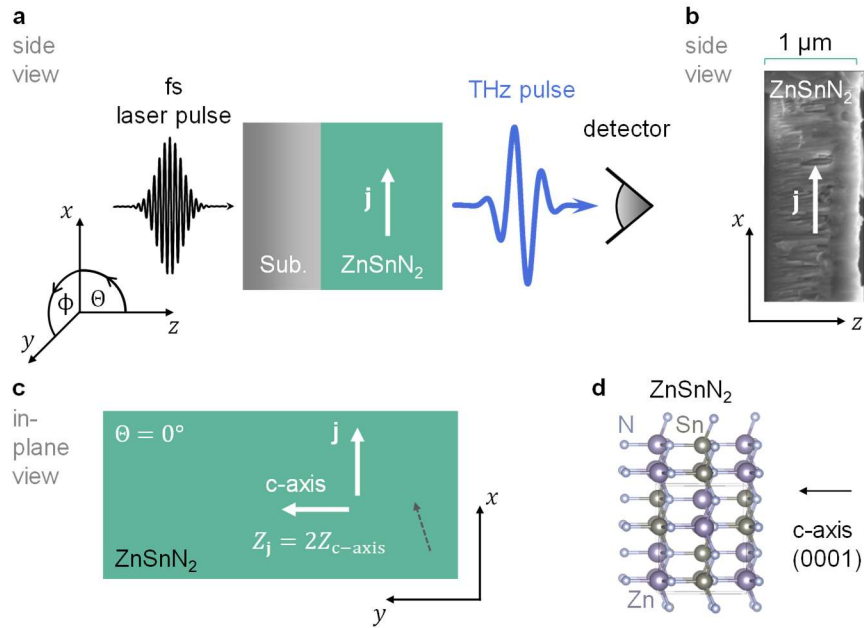 a
side
view
fs
laser pulse
THz pulse
detector
x
j
Φ
Θ
z
y
Sub.
ZnSnN₂
b
side
view
1 μm
ZnSnN₂
j
x
z
c
in-
plane
view
Θ = 0°
j
c-axis
Zⱼ = 2Z_c−axis
ZnSnN₂
x
y
d
ZnSnN₂
N
Sn
Zn
c-axis
(0001)